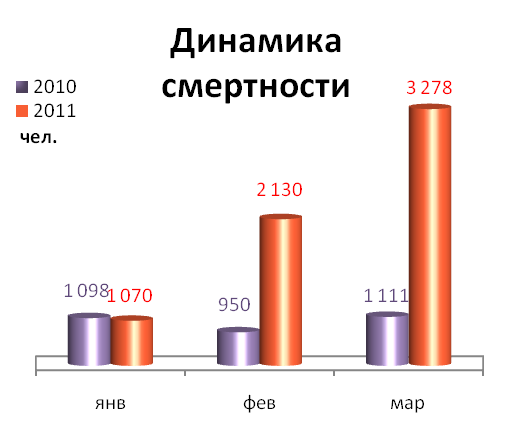 Динамика
смертности
2010
2011
чел.
3 278
2 130
1 098
1 070
950
1 111
янв
фев
мар